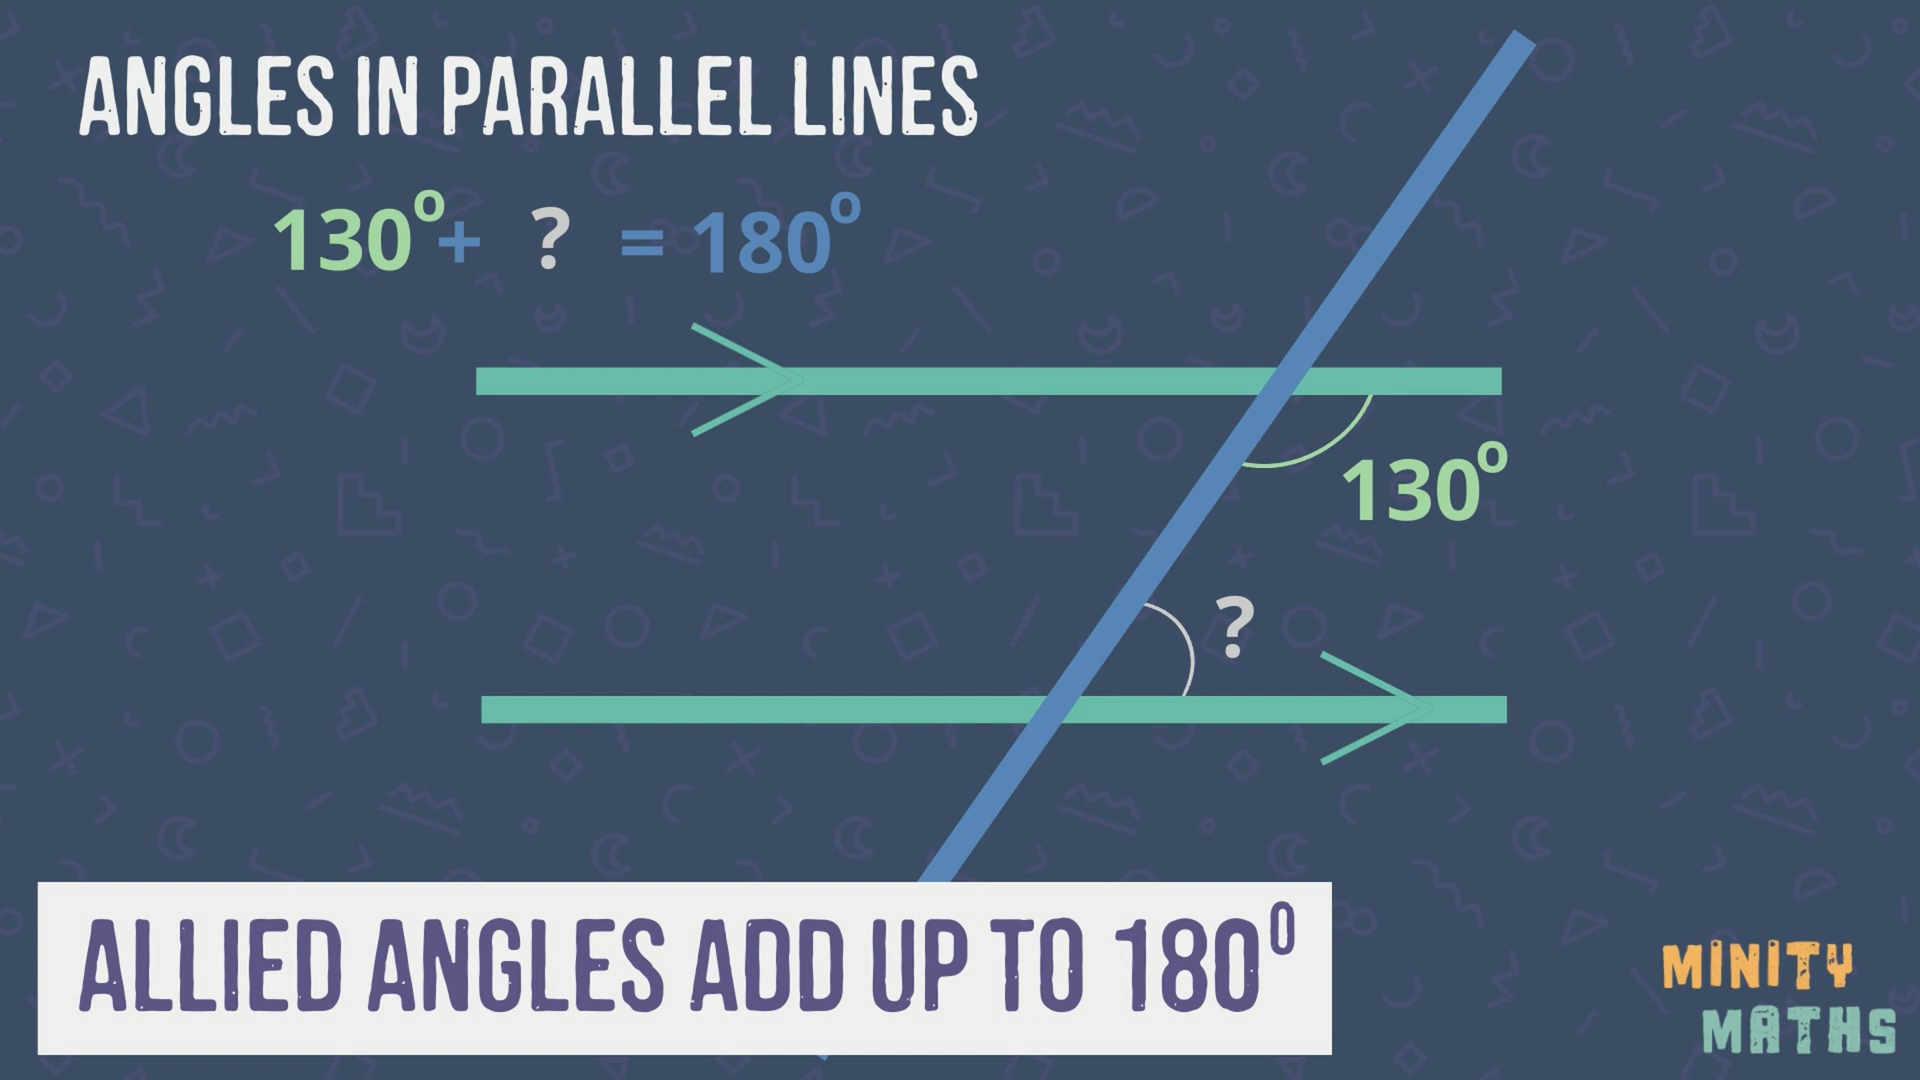 ANGLES IN PARALLEL LINES
130° + ? = 180°
130°
?
ALLIED ANGLES ADD UP TO 180°
MINITY
MATHS